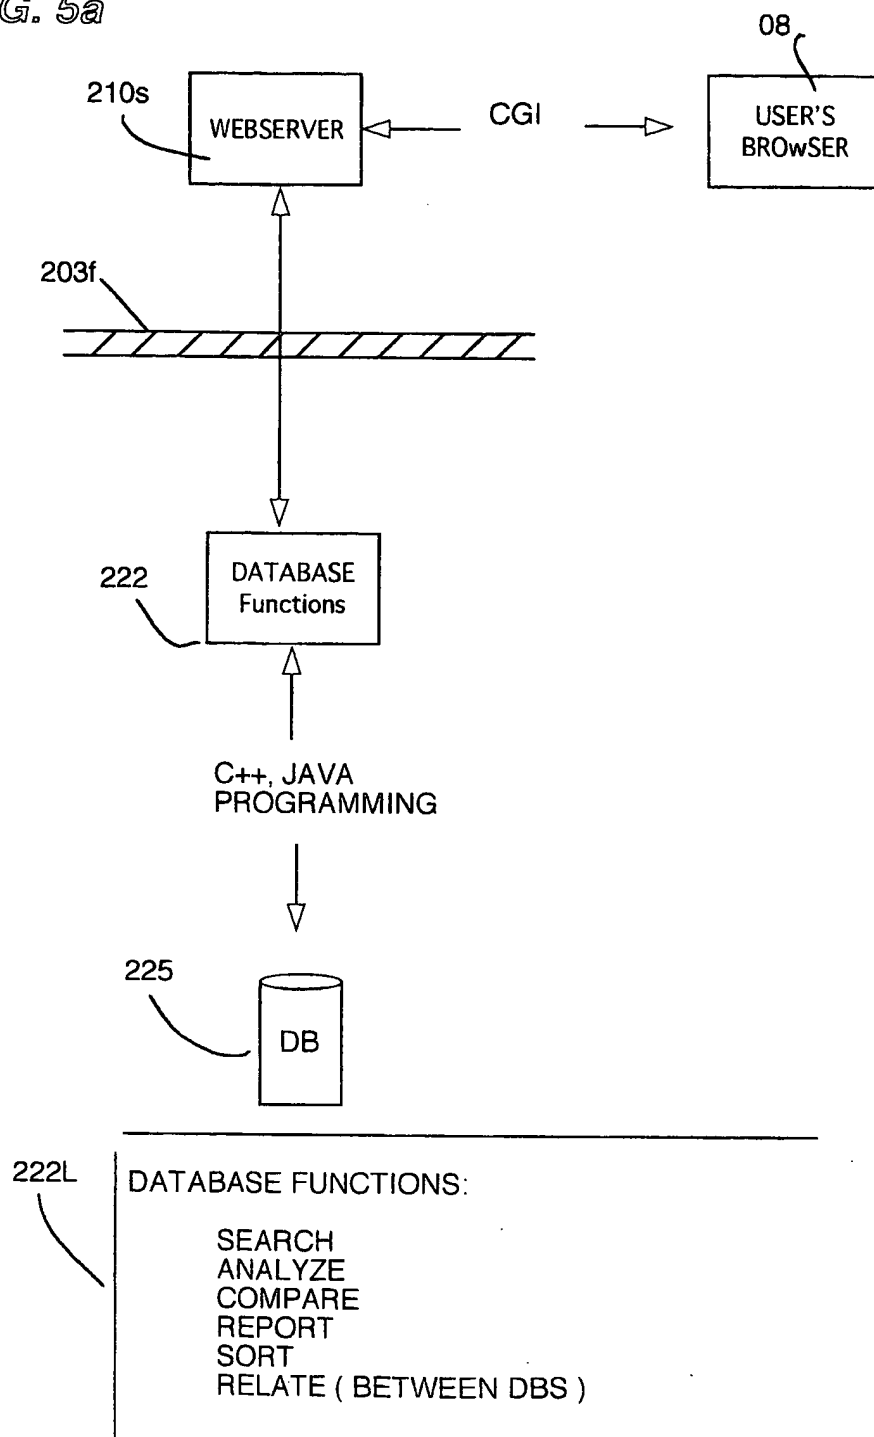 G. 5a
08
210s
WEBSERVER
CGI
USER'S
BROwSER
203f
222
DATABASE
Functions
C++, JAVA
PROGRAMMING
225
DB
222L
DATABASE FUNCTIONS:
SEARCH
ANALYZE
COMPARE
REPORT
SORT
RELATE ( BETWEEN DBS )